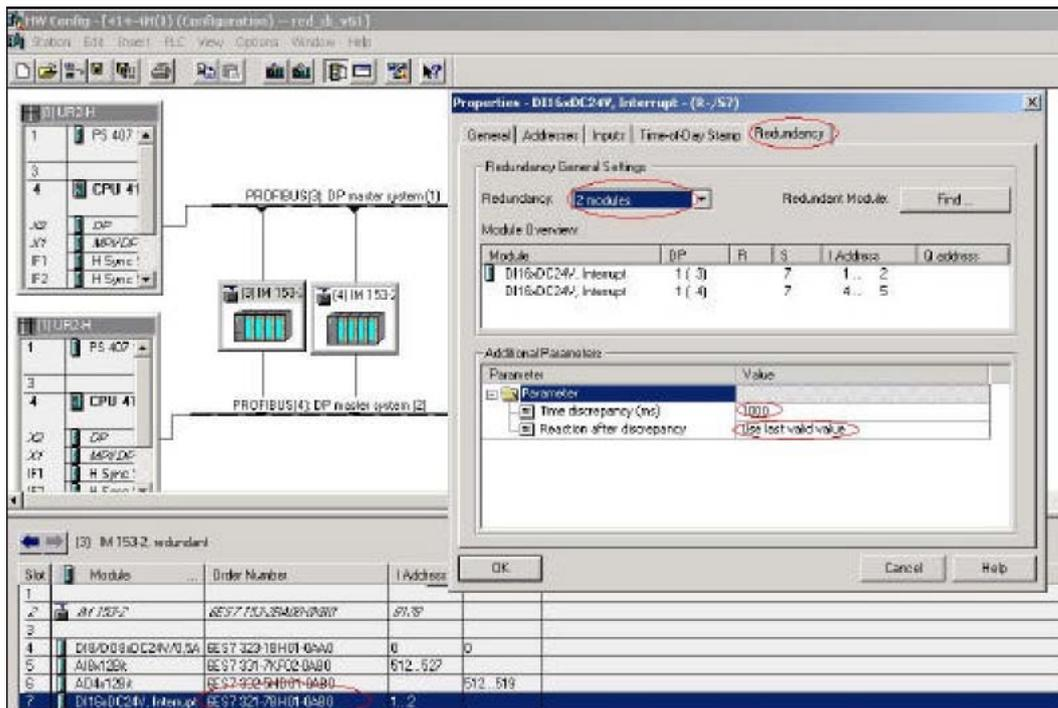 HW Config - [414-4H(1) (Configuration) -- red_sk_v61]
Station Edit Insert PLC View Options Window Help
(0) UR2-H
1 PS 407
3
4 CPU 41
X2 DP
X1 MPI/DP
IF1 H Sync
IF2 H Sync
PROFIBUS(3): DP master system (1)
(3) IM 153-2
(4) IM 153-2
(1) UR2-H
1 PS 407
3
4 CPU 41
X2 DP
X1 MPI/DP
IF1 H Sync
PROFIBUS(4): DP master system (2)
Properties - DI16xDC24V, Interrupt - (R-/S7)
General Addresses Inputs Time-of-Day Stamp Redundancy
Redundancy General Settings
Redundancy: 2 modules Redundant Module: Find ...
Module Overview
Module DP R S I Address Q address
DI16xDC24V, Interrupt 1 ( 3) 7 1... 2
DI16xDC24V, Interrupt 1 ( 4) 7 4... 5
Additional Parameters
Parameter Value
Parameter
Time discrepancy (ms) 1000
Reaction after discrepancy Use last valid value
OK Cancel Help
(3) IM 153-2, redundant
Slot Module ... Order Number I Address
1
2 IM 153-2
3
4 DI8/DO8xDC24V/0,5A 6ES7 323-1BH01-0AA0 0 0
5 AI8x12Bit 6ES7 331-7KF02-0AB0 512...527
6 AO4x12Bit 6ES7 332-5HD01-0AB0 512...519
7 DI16xDC24V, Interrupt 6ES7 321-7BH01-0AB0 1...2